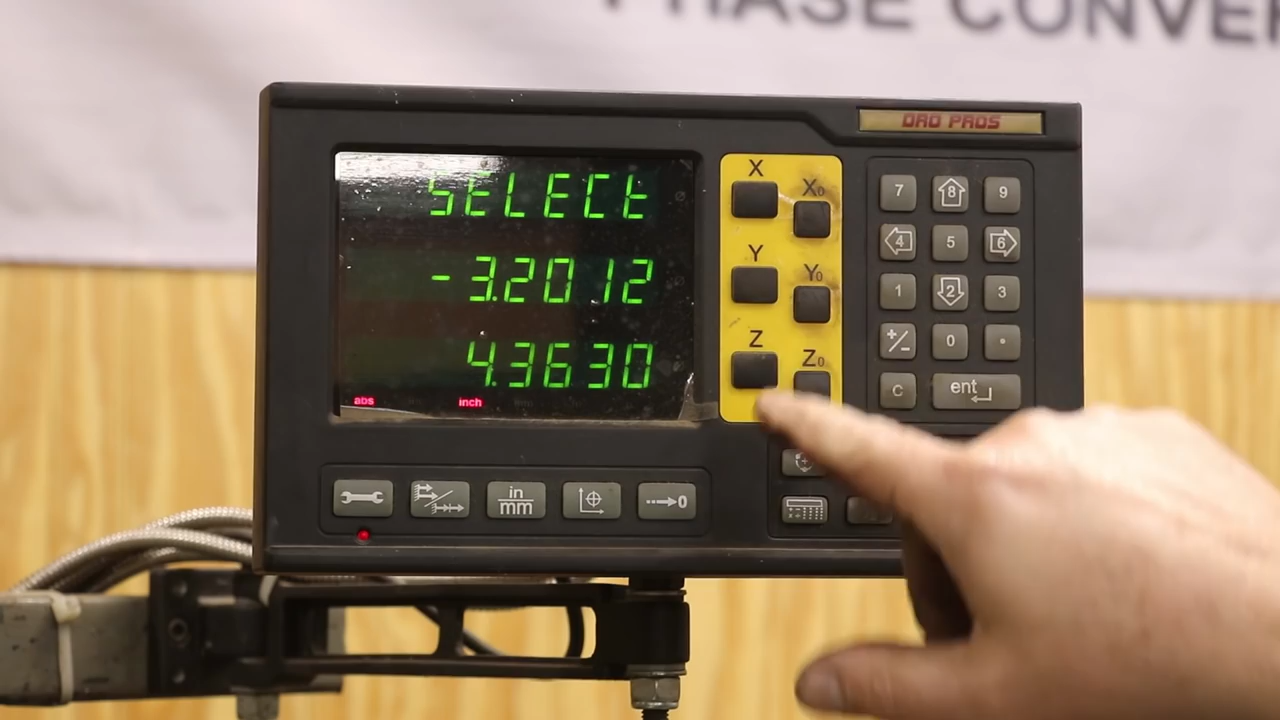 PHASE CONVER
DRO PROS
SELECt
-3.2012
4.3630
abs inch
X X0
Y Y0
Z Z0
7 8 9
4 5 6
1 2 3
+/- 0 •
C ent
in/mm
→0